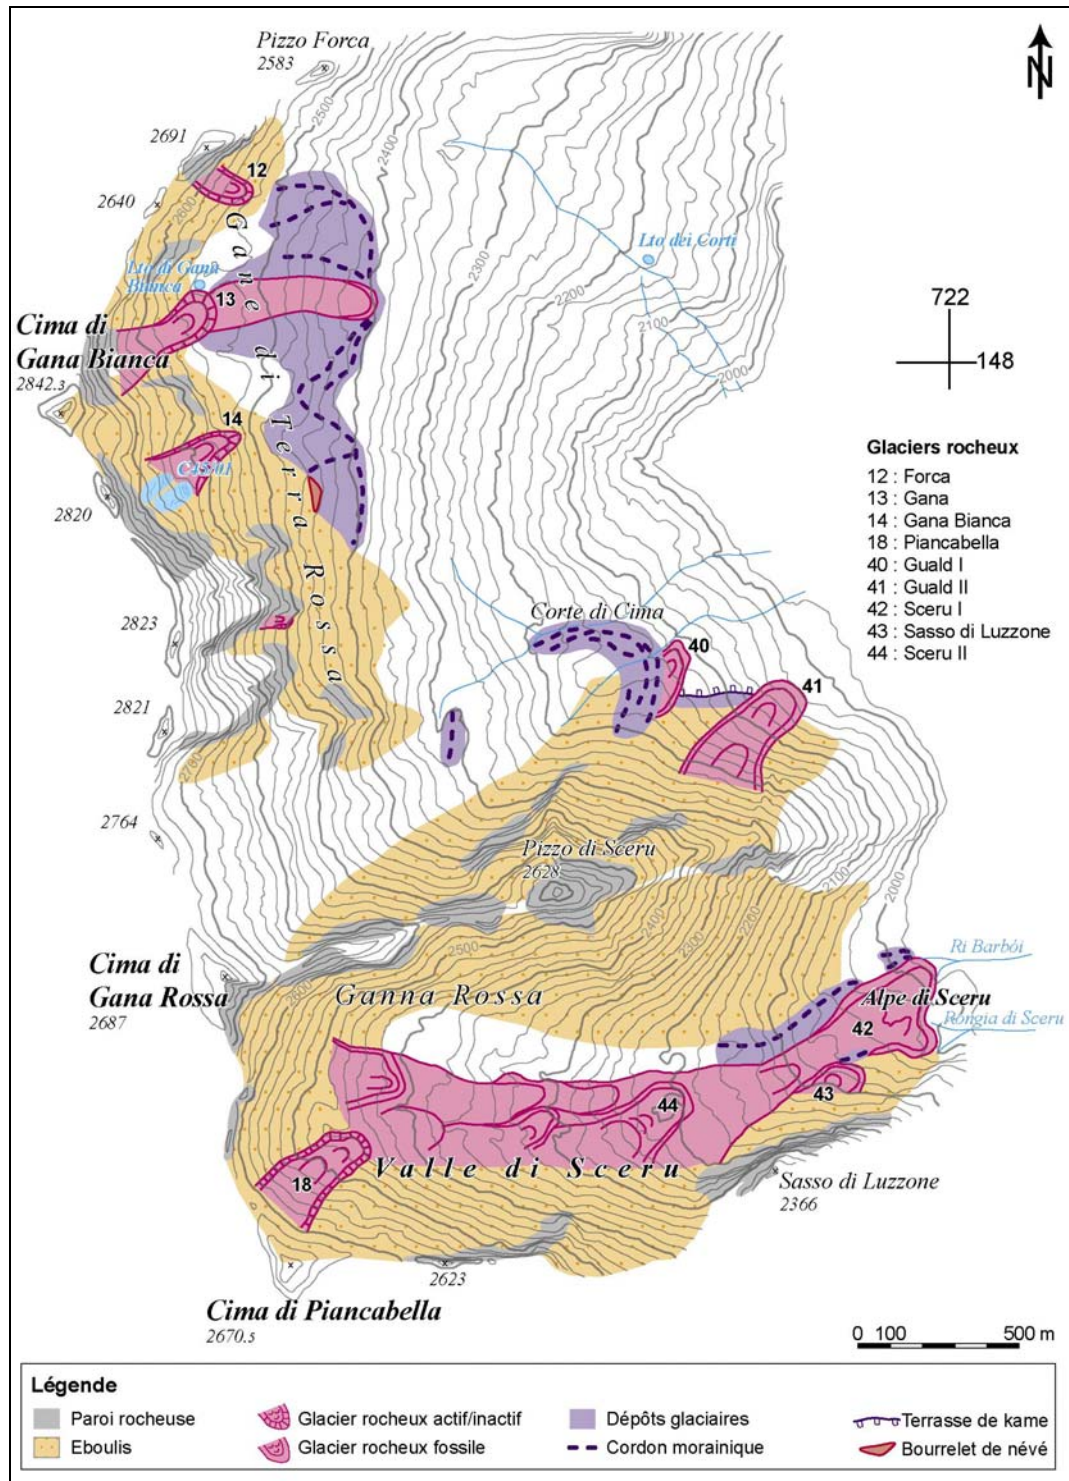 Pizzo Forca
2583
N
2500
2400
2691
12
2640
2600
Lto dei Corti
Gane di Terra Rossa
2300
Lto di Gana
Bianca
13
2200
722
148
Cima di
Gana Bianca
2842.3
2100
2000
14
Glaciers rocheux
12 : Forca
13 : Gana
14 : Gana Bianca
18 : Piancabella
40 : Guald I
41 : Guald II
42 : Sceru I
43 : Sasso di Luzzone
44 : Sceru II
2820
2823
Corte di Cima
40
41
2821
2700
2764
Pizzo di Sceru
2628
2100
2000
2400
2200
2500
2300
Cima di
Gana Rossa
2687
2600
Ganna Rossa
Ri Barbòi
Alpe di Sceru
Rongia di Sceru
42
43
44
Valle di Sceru
18
Sasso di Luzzone
2366
2623
Cima di Piancabella
2670.5
0 100 500 m
Légende
Paroi rocheuse
Glacier rocheux actif/inactif
Dépôts glaciaires
Terrasse de kame
Eboulis
Glacier rocheux fossile
Cordon morainique
Bourrelet de névé